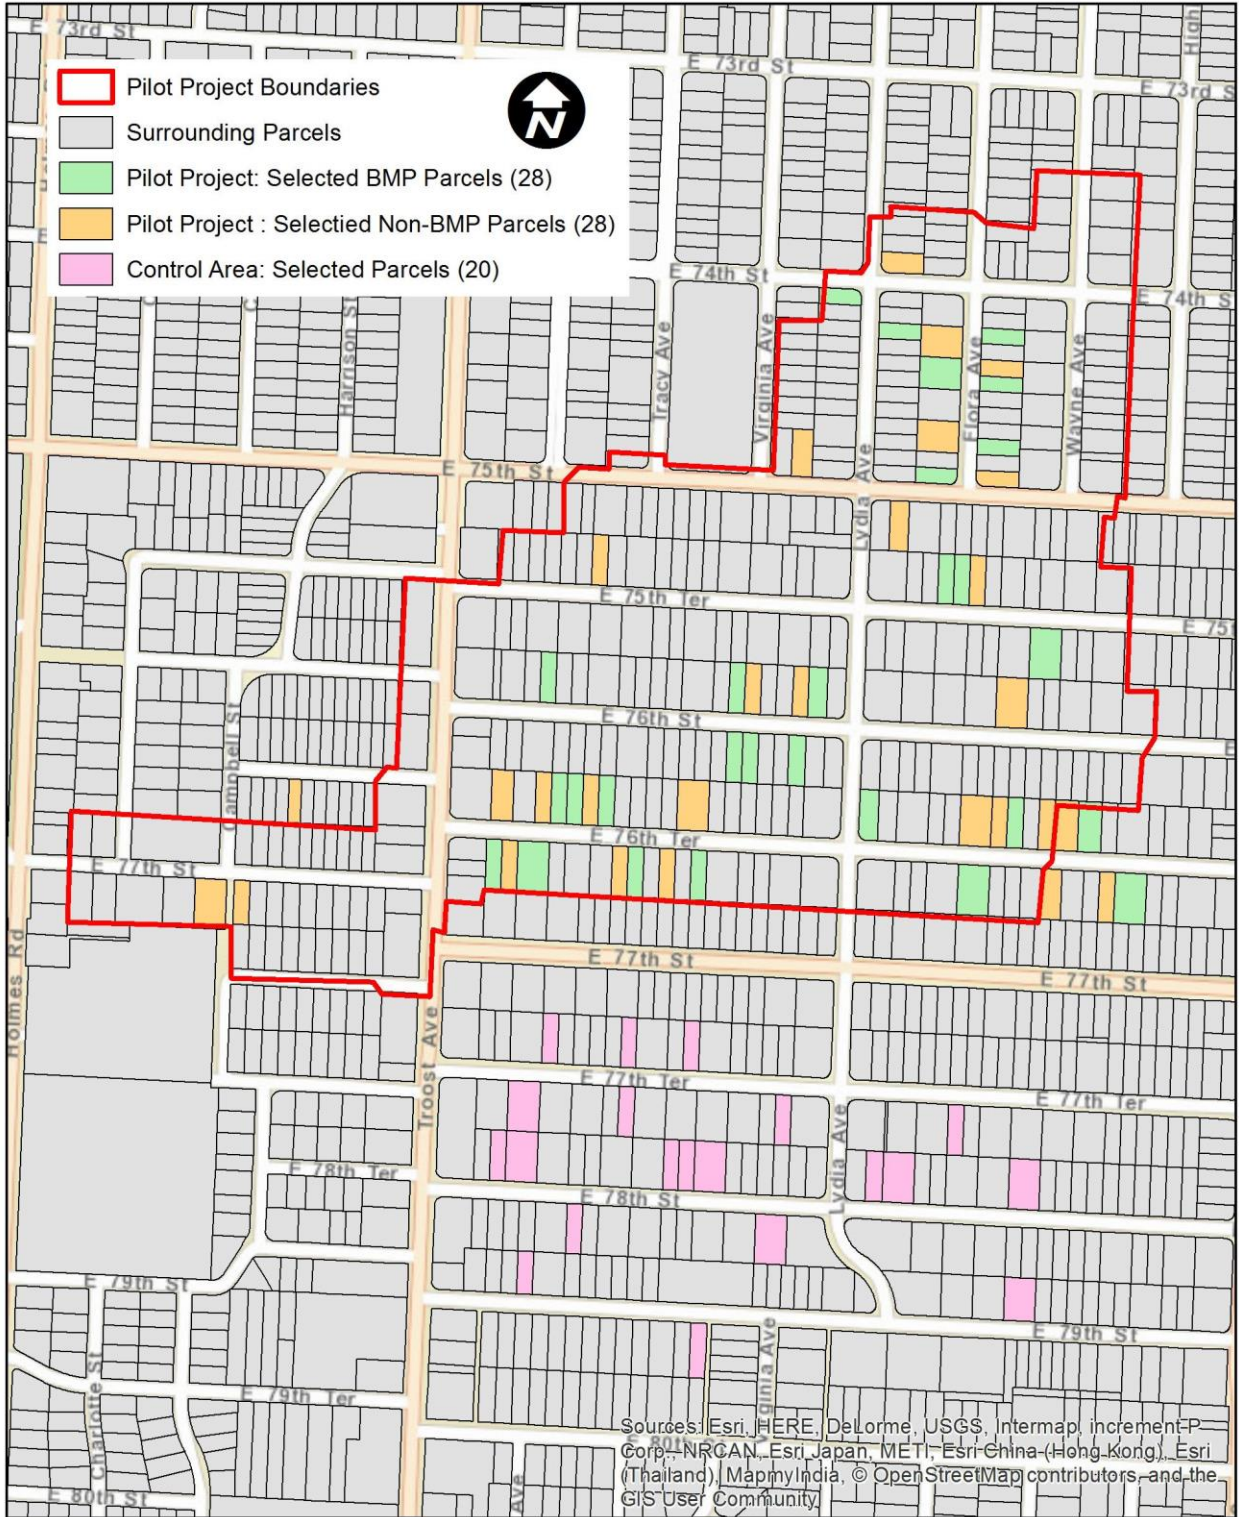 E 73rd St
High
E 73rd St
E 73rd S
Pilot Project Boundaries
N
Surrounding Parcels
Pilot Project: Selected BMP Parcels (28)
Pilot Project : Selectied Non-BMP Parcels (28)
Control Area: Selected Parcels (20)
E 74th St
E 74th S
Harrison St
Tracy Ave
Virginia Ave
Flora Ave
Wayne Ave
E 75th St
Lydia Ave
E 75th Ter
E 75t
Campbell St
E 76th St
E
E 76th Ter
E 77th St
Holmes Rd
E 77th St
E 77th St
Troost Ave
E 77th Ter
E 77th Ter
Lydia Ave
E 78th Ter
E 78th St
E 79th St
E 79th St
Virginia Ave
Charlotte St
E 79th Ter
E 80th St
Ave
E 80th St
Sources: Esri, HERE, DeLorme, USGS, Intermap, increment P
Corp., NRCAN, Esri Japan, METI, Esri China (Hong Kong), Esri
(Thailand), MapmyIndia, © OpenStreetMap contributors, and the
GIS User Community